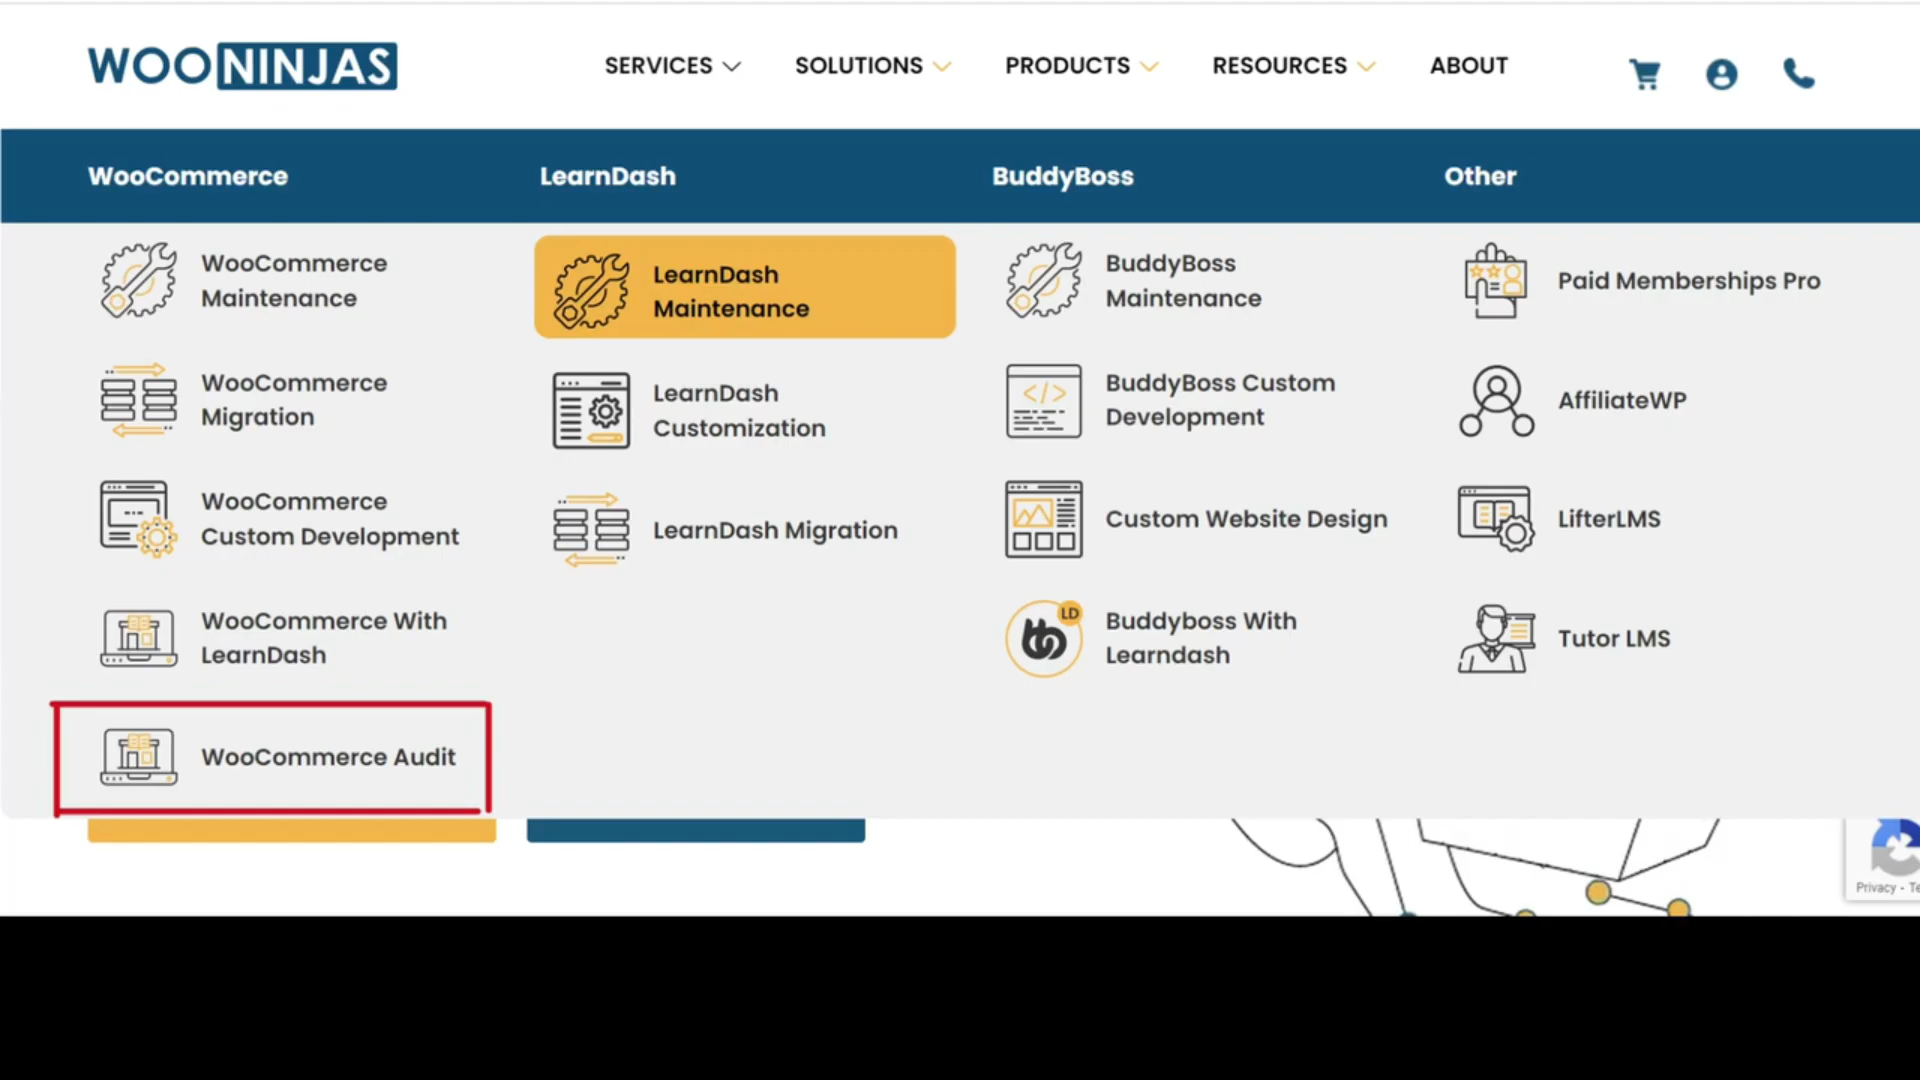 WOONINJAS
SERVICES
SOLUTIONS
PRODUCTS
RESOURCES
ABOUT
WooCommerce
LearnDash
BuddyBoss
Other
WooCommerce
Maintenance
WooCommerce
Migration
WooCommerce
Custom Development
WooCommerce With
LearnDash
WooCommerce Audit
LearnDash
Maintenance
LearnDash
Customization
LearnDash Migration
BuddyBoss
Maintenance
BuddyBoss Custom
Development
Custom Website Design
LD
Buddyboss With
Learndash
Paid Memberships Pro
AffiliateWP
LifterLMS
Tutor LMS
Privacy - Te